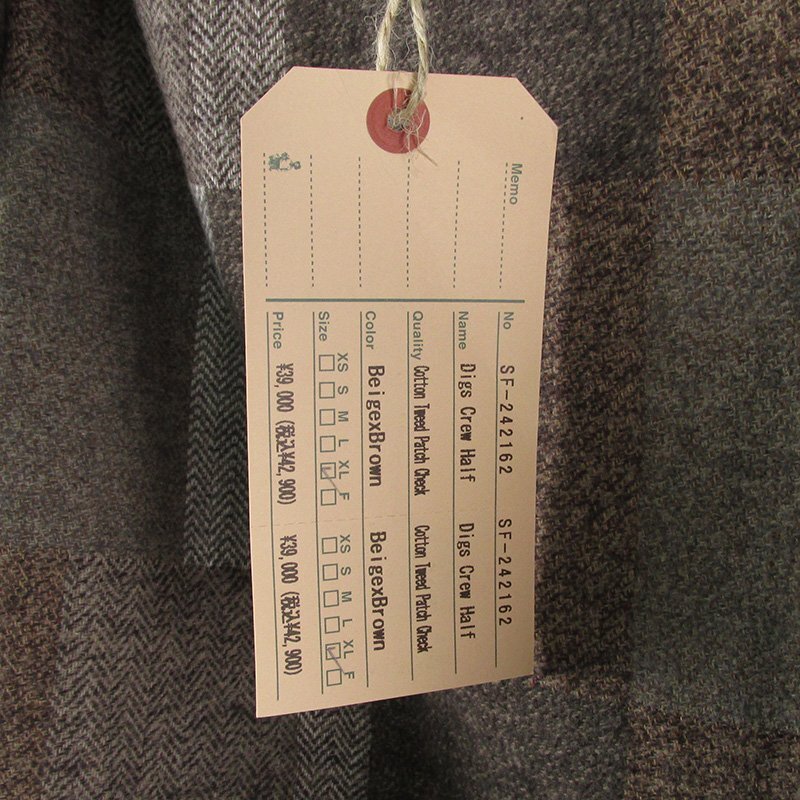 Memo
No SF-242162 SF-242162
Name Digs Crew Half Digs Crew Half
Quality Cotton Tweed Patch Check Cotton Tweed Patch Check
Color BeigexBrown BeigexBrown
Size XS S M L XL F XS S M L XL F
Price ¥39,000 (税込¥42,900) ¥39,000 (税込¥42,900)